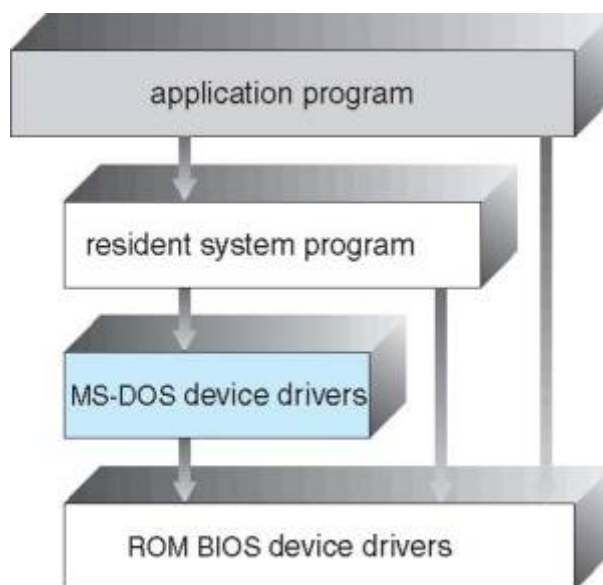 application program
resident system program
MS-DOS device drivers
ROM BIOS device drivers